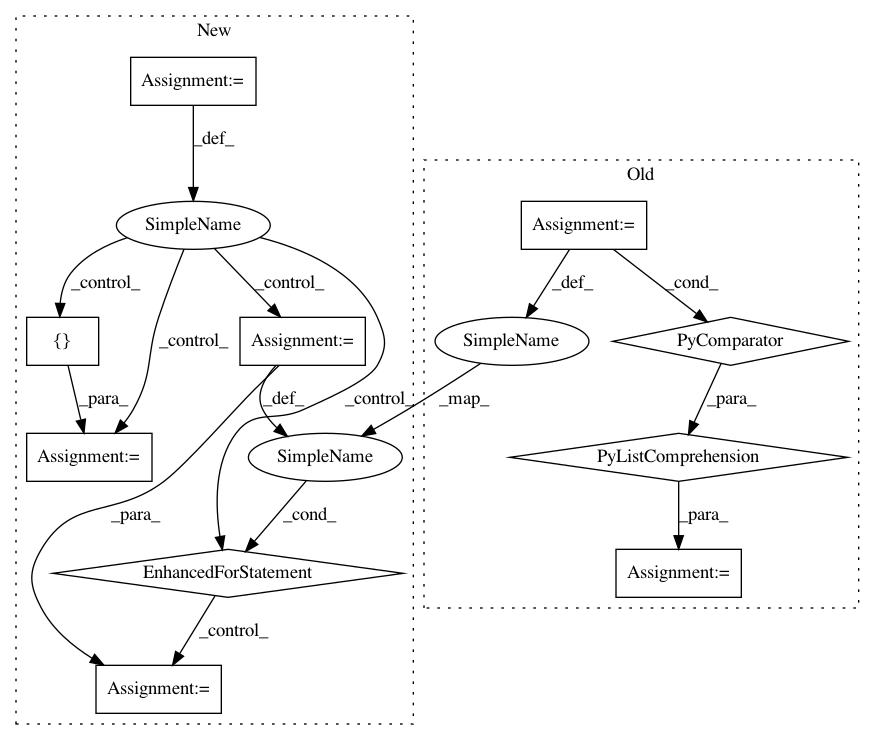 New
Assignment:=
_def_
Old
SimpleName
Assignment:=
_control_
_control_
_def_
_cond_
{}
_control_
Assignment:=
SimpleName
PyComparator
_para_
_def_
_control_
_map_
_para_
Assignment:=
SimpleName
PyListComprehension
_para_
_cond_
_para_
EnhancedForStatement
Assignment:=
_control_
Assignment:=